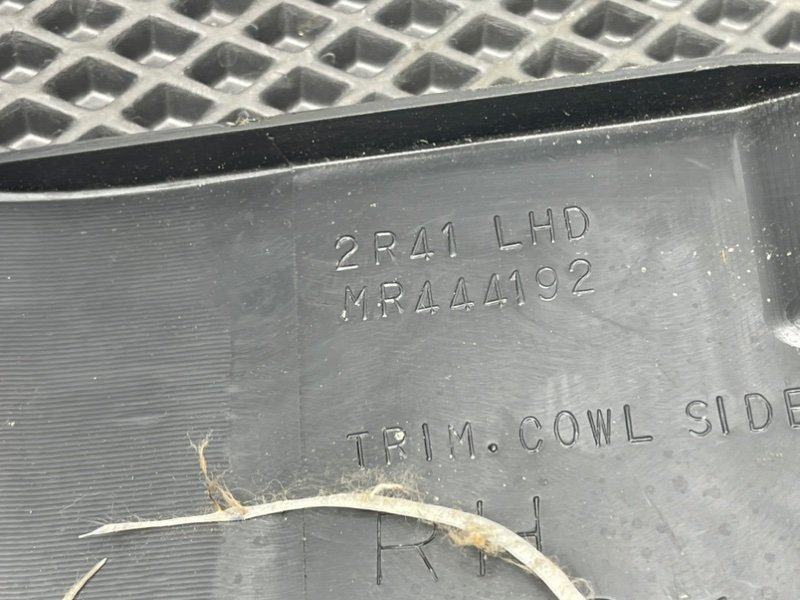 2R41 LHD
MR444192
TRIM. COWL SIDE
RH